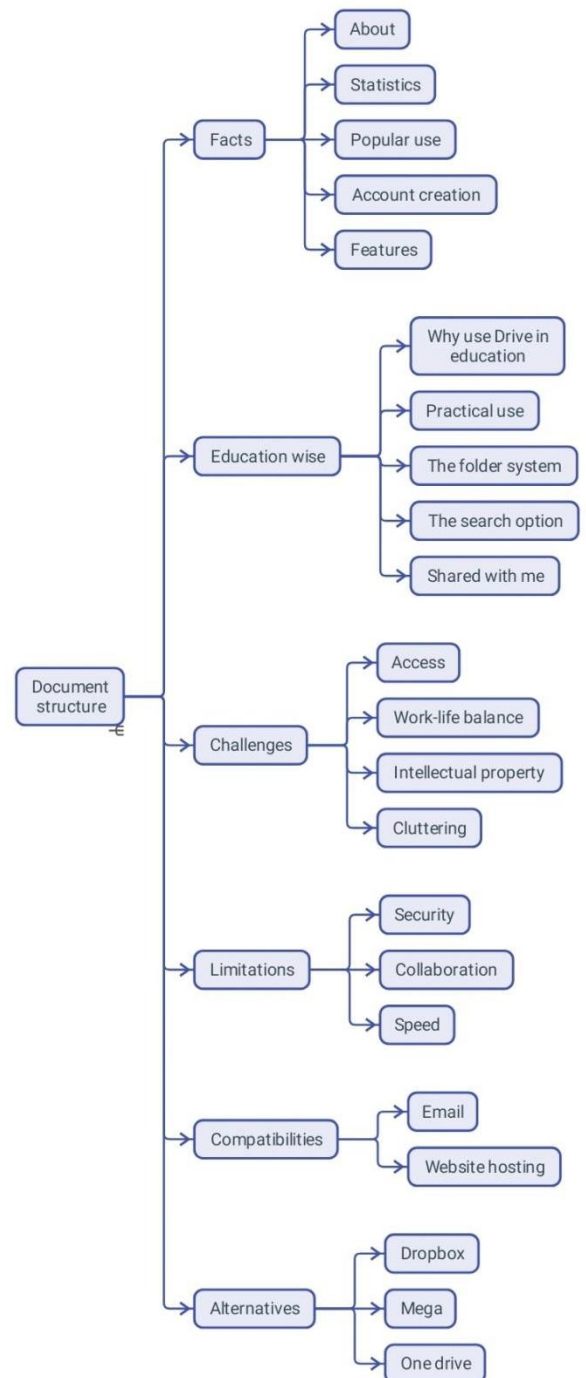 Document
structure
Facts
About
Statistics
Popular use
Account creation
Features
Education wise
Why use Drive in
education
Practical use
The folder system
The search option
Shared with me
Challenges
Access
Work-life balance
Intellectual property
Cluttering
Limitations
Security
Collaboration
Speed
Compatibilities
Email
Website hosting
Alternatives
Dropbox
Mega
One drive